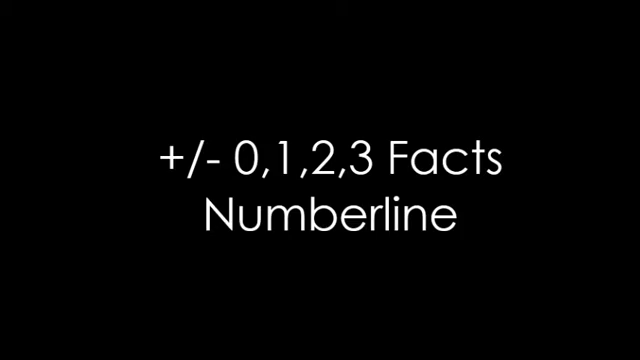 +/- 0,1,2,3 Facts
Numberline